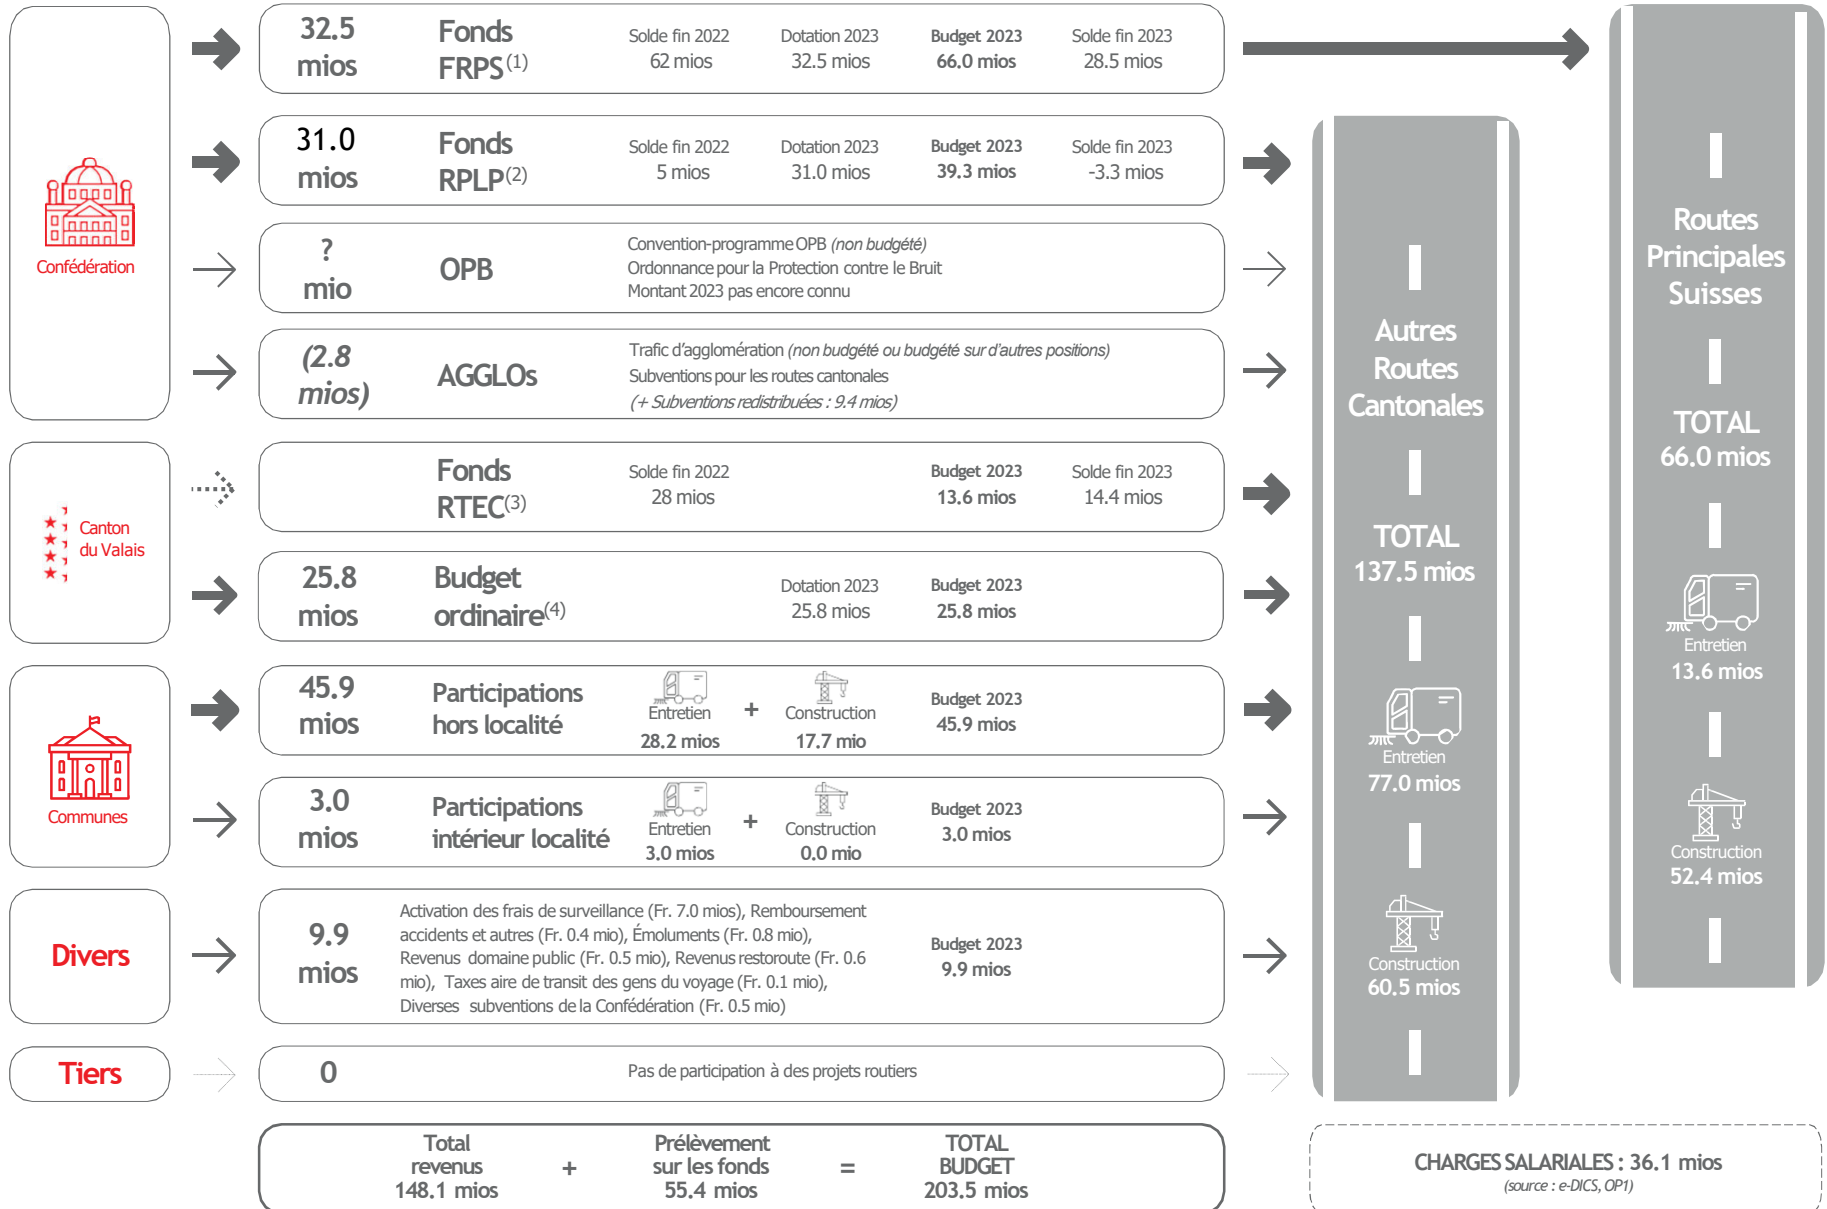 Confédération
32.5 mios
Fonds FRPS(1)
Solde fin 2022
62 mios
Dotation 2023
32.5 mios
Budget 2023
66.0 mios
Solde fin 2023
28.5 mios
31.0 mios
Fonds RPLP(2)
Solde fin 2022
5 mios
Dotation 2023
31.0 mios
Budget 2023
39.3 mios
Solde fin 2023
-3.3 mios
? mio
OPB
Convention-programme OPB (non budgété)
Ordonnance pour la Protection contre le Bruit
Montant 2023 pas encore connu
(2.8 mios)
AGGLOs
Trafic d'agglomération (non budgété ou budgété sur d'autres positions)
Subventions pour les routes cantonales
(+ Subventions redistribuées : 9.4 mios)
Canton
du Valais
Fonds
RTEC(3)
Solde fin 2022
28 mios
Budget 2023
13.6 mios
Solde fin 2023
14.4 mios
25.8
mios
Budget
ordinaire(4)
Dotation 2023
25.8 mios
Budget 2023
25.8 mios
Communes
45.9
mios
Participations
hors localité
Entretien
28.2 mios
+
Construction
17.7 mio
Budget 2023
45.9 mios
3.0
mios
Participations
intérieur localité
Entretien
3.0 mios
+
Construction
0.0 mio
Budget 2023
3.0 mios
Divers
9.9
mios
Activation des frais de surveillance (Fr. 7.0 mios), Remboursement
accidents et autres (Fr. 0.4 mio), Émoluments (Fr. 0.8 mio),
Revenus domaine public (Fr. 0.5 mio), Revenus restoroute (Fr. 0.6
mio), Taxes aire de transit des gens du voyage (Fr. 0.1 mio),
Diverses subventions de la Confédération (Fr. 0.5 mio)
Budget 2023
9.9 mios
Tiers
0
Pas de participation à des projets routiers
Total
revenus
148.1 mios
+
Prélèvement
sur les fonds
55.4 mios
=
TOTAL
BUDGET
203.5 mios
Autres
Routes
Cantonales
TOTAL
137.5 mios
Entretien
77.0 mios
Construction
60.5 mios
Routes
Principales
Suisses
TOTAL
66.0 mios
Entretien
13.6 mios
Construction
52.4 mios
CHARGES SALARIALES : 36.1 mios
(source : e-DICS, OP1)